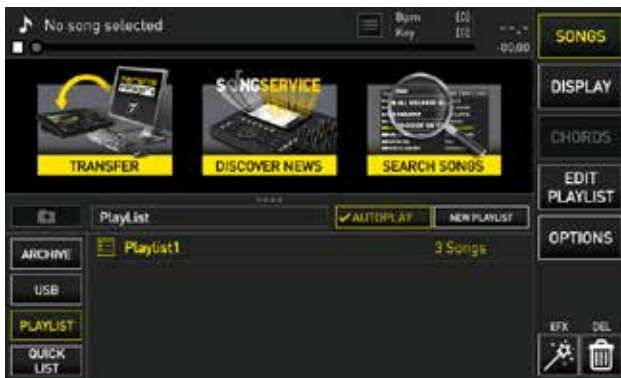 No song selected
Bpm [0]
Key [0]
--.-
-00:00
SONGS
DISPLAY
CHORDS
EDIT
PLAYLIST
OPTIONS
SONGSERVICE
TRANSFER
DISCOVER NEWS
SEARCH SONGS
PlayList
AUTOPLAY
NEW PLAYLIST
ARCHIVE
Playlist1
3 Songs
USB
PLAYLIST
QUICK
LIST
EFX
DEL